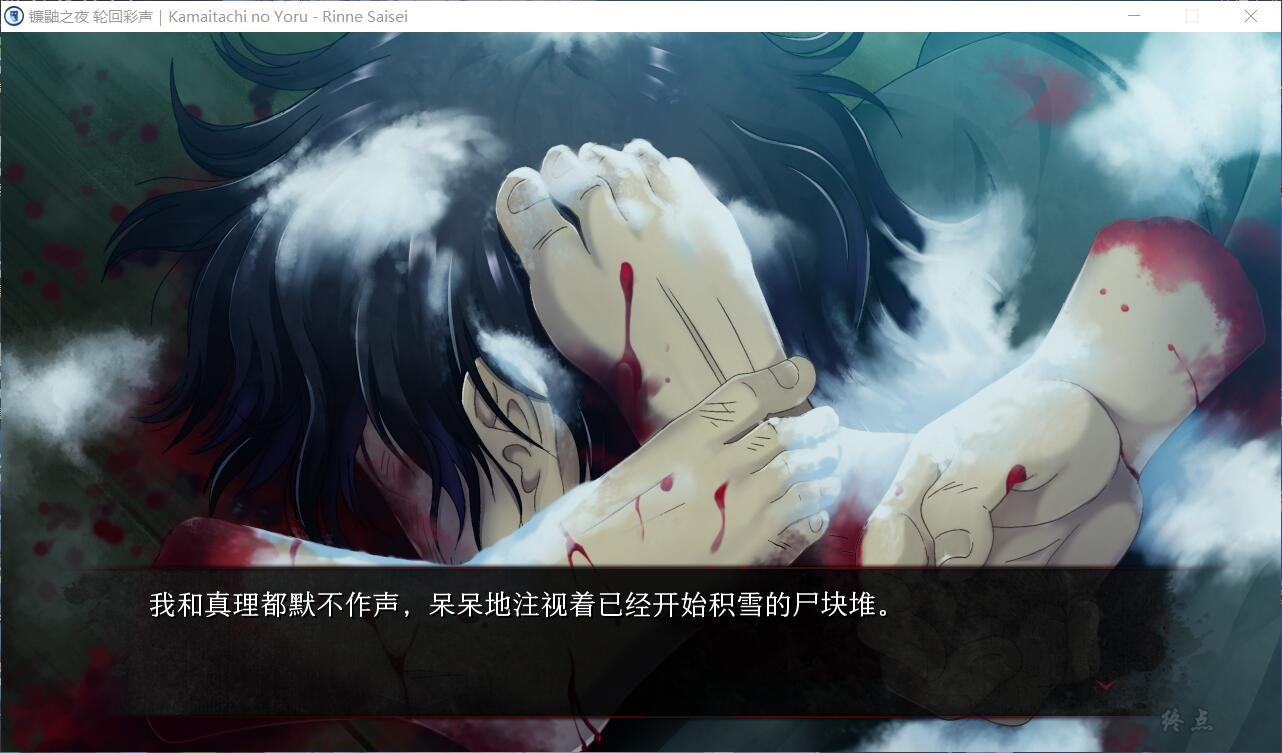 镰鼬之夜 轮回彩声 | Kamaitachi no Yoru - Rinne Saisei
我和真理都默不作声，呆呆地注视着已经开始积雪的尸块堆。
终点